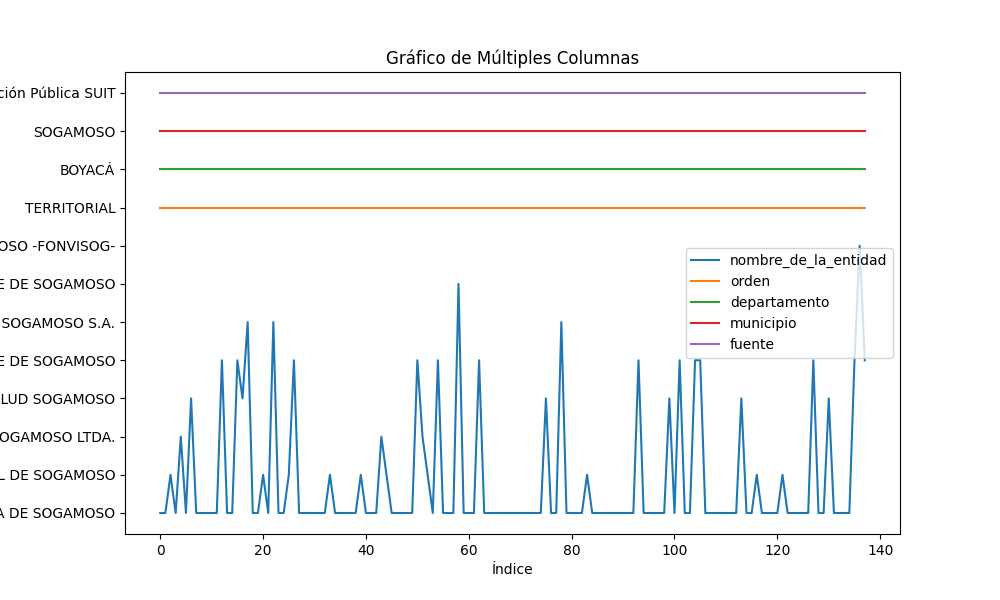 Gráfico de Múltiples Columnas
ción Pública SUIT
SOGAMOSO
BOYACÁ
TERRITORIAL
OSO -FONVISOG-
E DE SOGAMOSO
SOGAMOSO S.A.
E DE SOGAMOSO
LUD SOGAMOSO
OGAMOSO LTDA.
L DE SOGAMOSO
A DE SOGAMOSO
nombre_de_la_entidad
orden
departamento
municipio
fuente
0 20 40 60 80 100 120 140
Índice